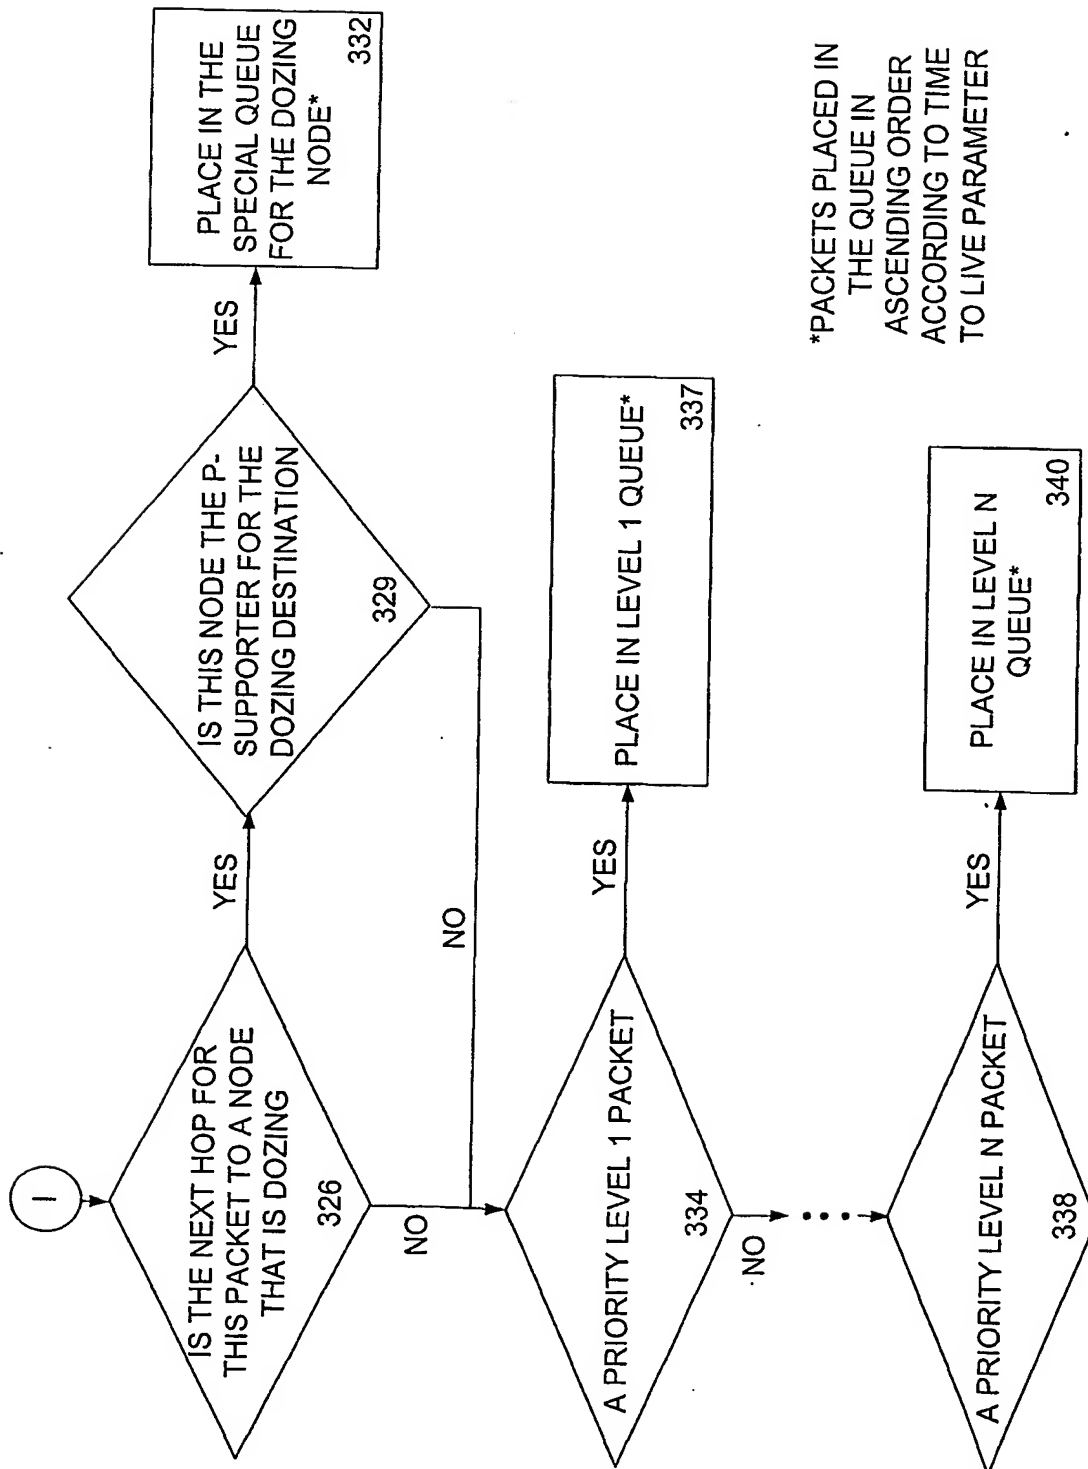 I
IS THE NEXT HOP FOR
THIS PACKET TO A NODE
THAT IS DOZING
326
YES
NO
IS THIS NODE THE P-
SUPPORTER FOR THE
DOZING DESTINATION
329
YES
NO
PLACE IN THE
SPECIAL QUEUE
FOR THE DOZING
NODE*
332
A PRIORITY LEVEL 1 PACKET
334
YES
NO
PLACE IN LEVEL 1 QUEUE*
337
A PRIORITY LEVEL N PACKET
338
YES
PLACE IN LEVEL N
QUEUE*
340
*PACKETS PLACED IN
THE QUEUE IN
ASCENDING ORDER
ACCORDING TO TIME
TO LIVE PARAMETER